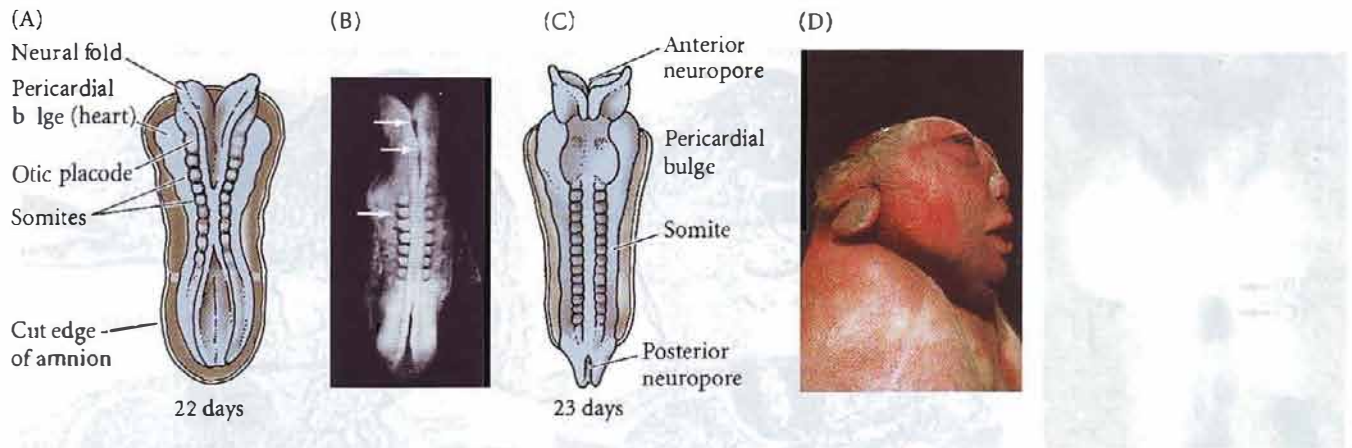 (A)
Neural fold
Pericardial
b lge (heart)
Otic placode
Somites
Cut edge
of amnion
22 days
(B)
(C)
Anterior
neuropore
Pericardial
bulge
Somite
Posterior
neuropore
23 days
(D)